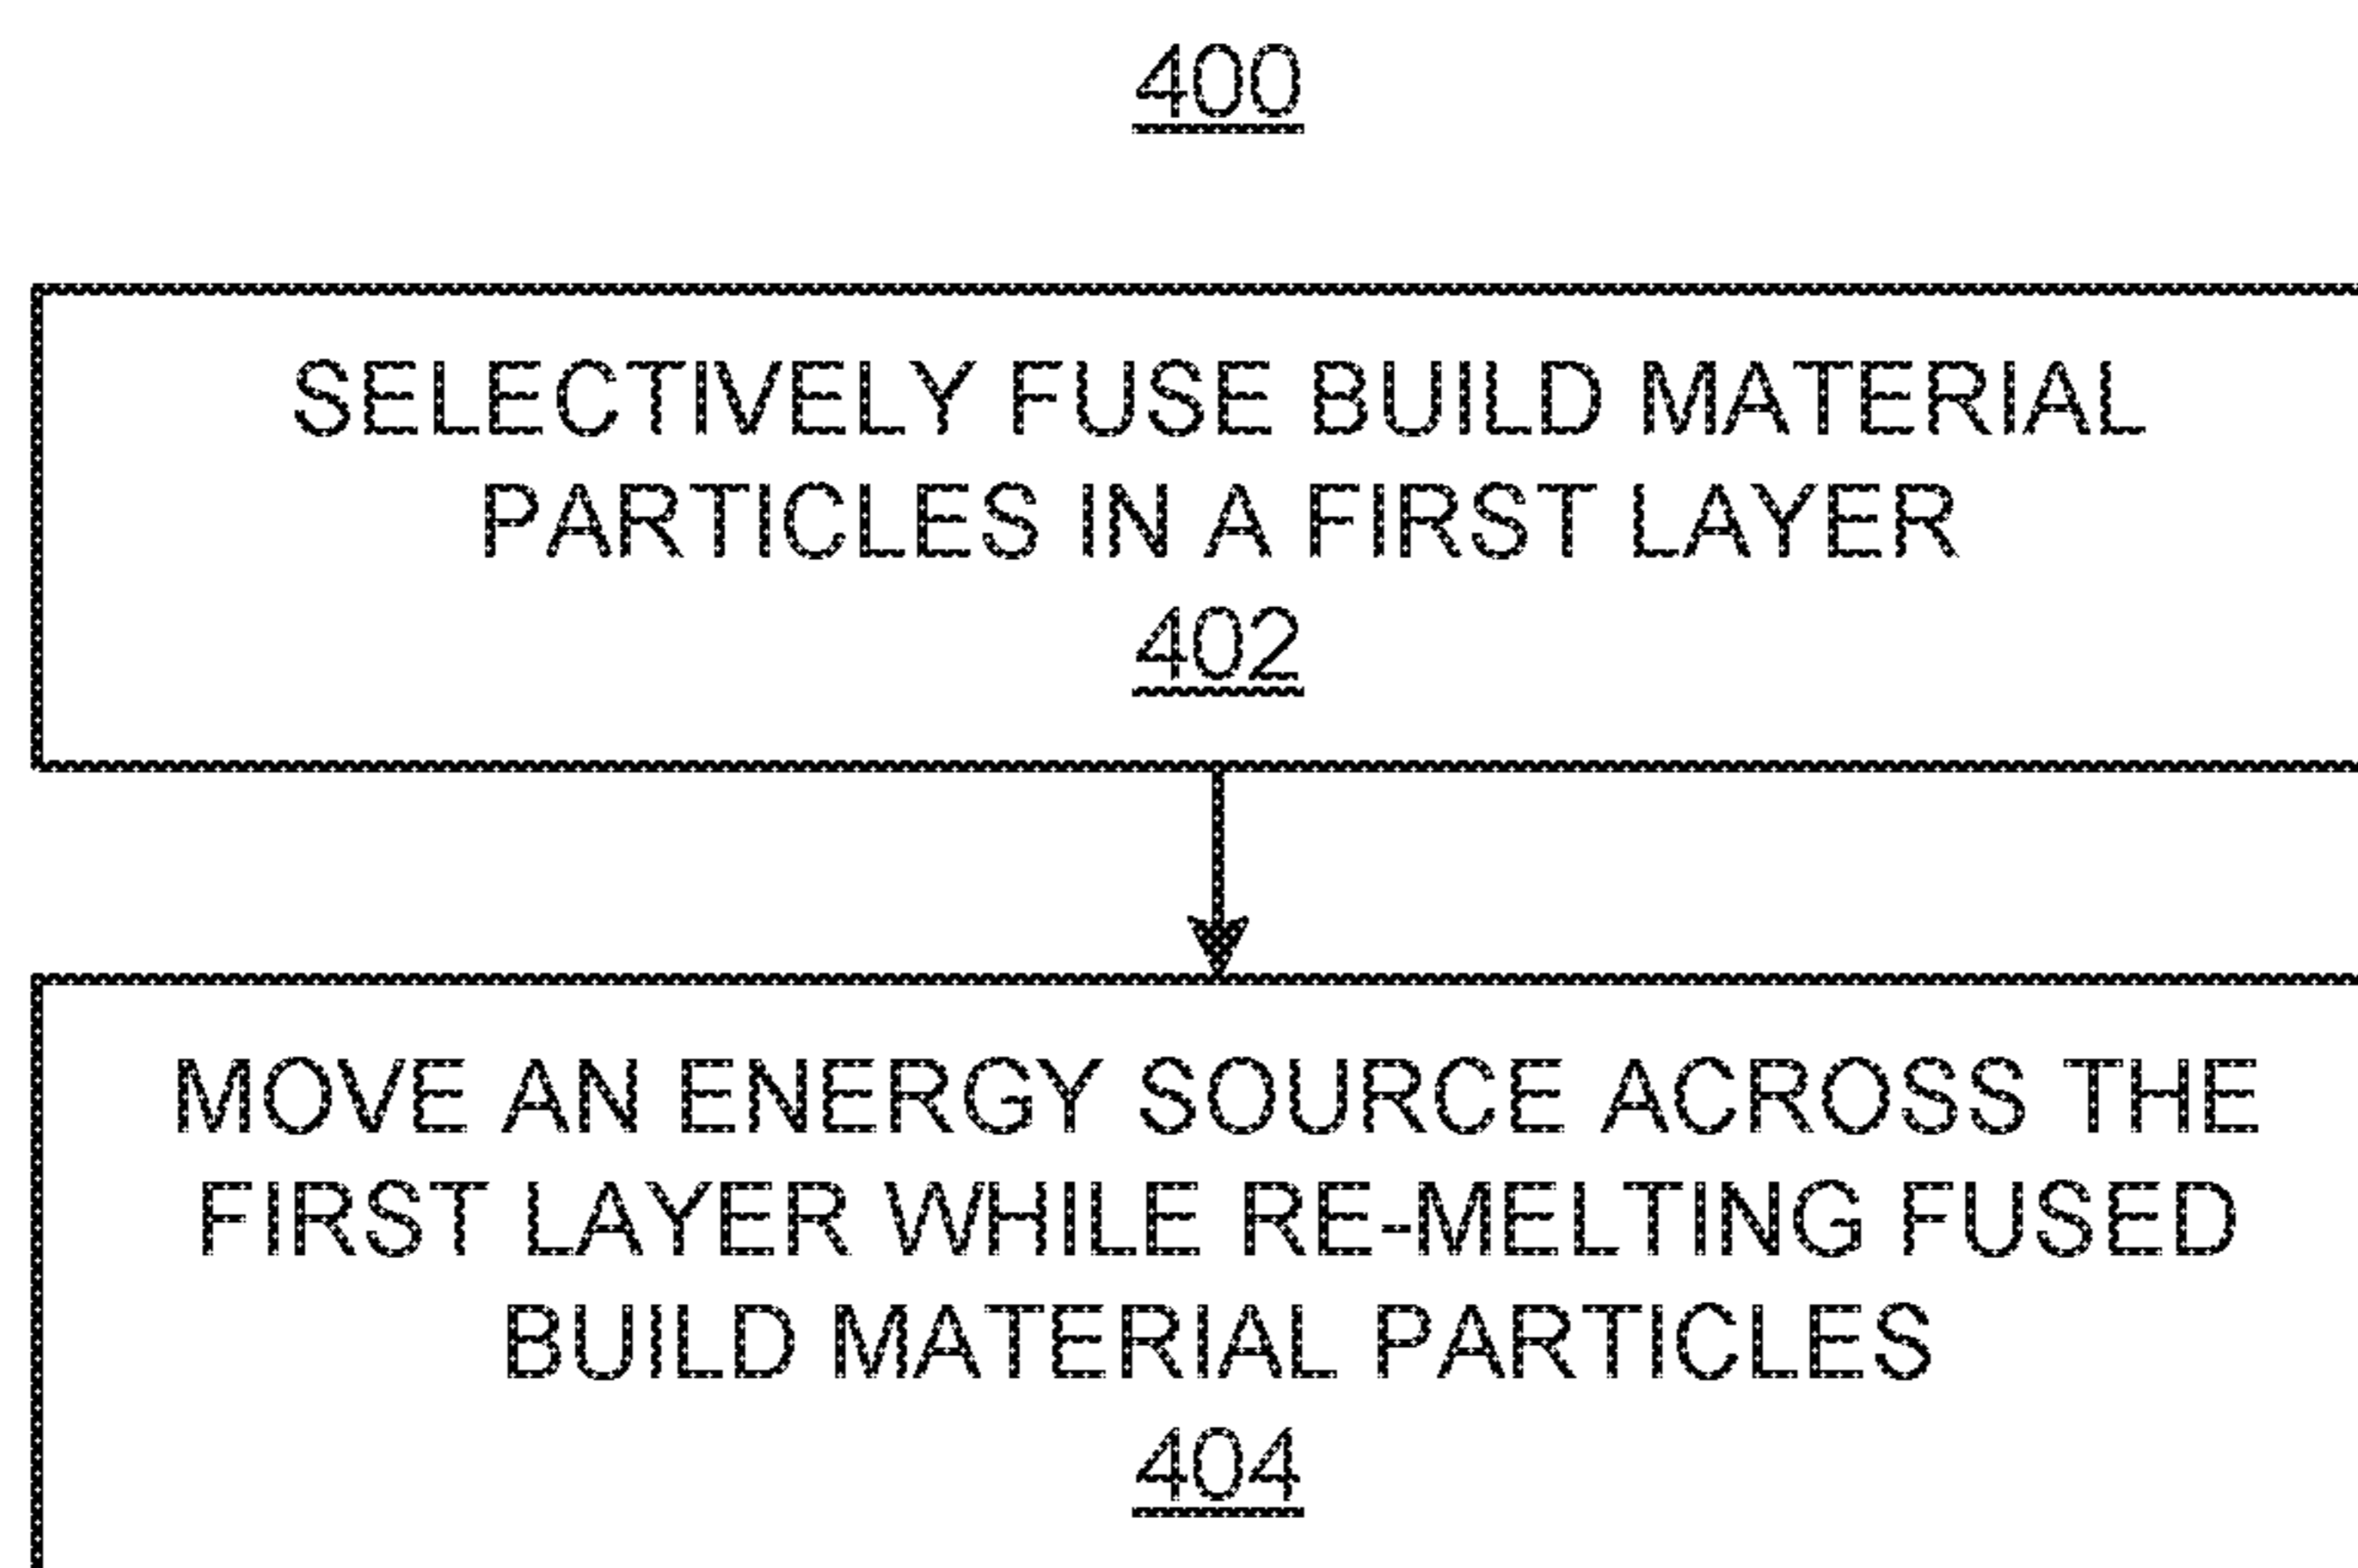 400
SELECTIVELY FUSE BUILD MATERIAL
PARTICLES IN A FIRST LAYER
402
MOVE AN ENERGY SOURCE ACROSS THE
FIRST LAYER WHILE RE-MELTING FUSED
BUILD MATERIAL PARTICLES
404